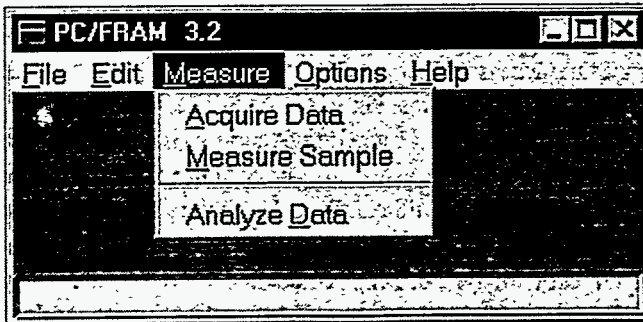 PC/FRAM 3.2
File Edit Measure Options Help
Acquire Data
Measure Sample
Analyze Data